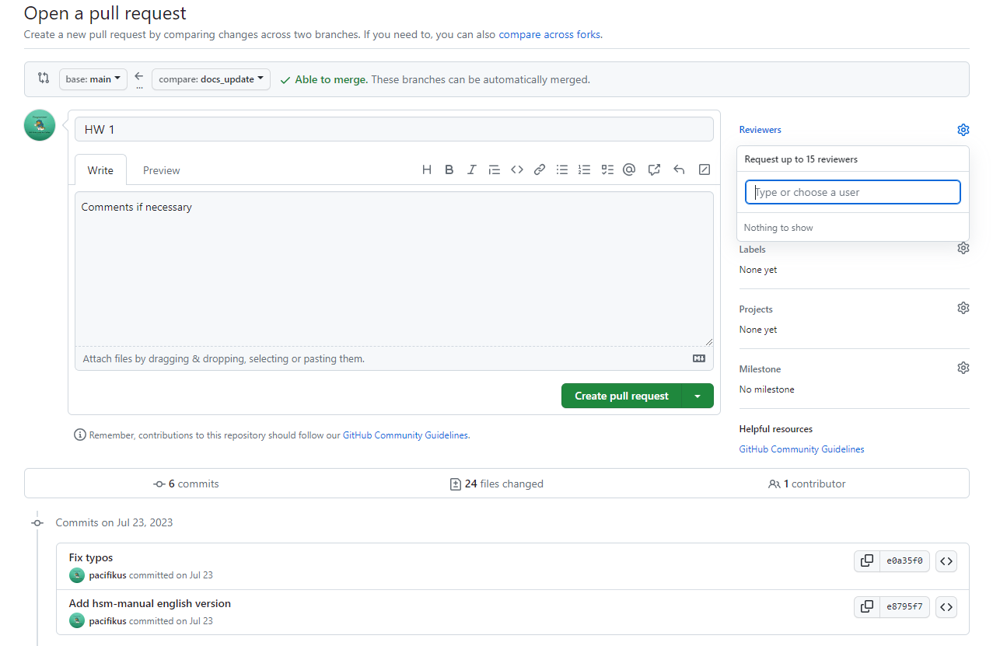 Open a pull request
Create a new pull request by comparing changes across two branches. If you need to, you can also compare across forks.
base: main
...
compare: docs_update
Able to merge. These branches can be automatically merged.
HW 1
Write
Preview
Comments if necessary
Attach files by dragging & dropping, selecting or pasting them.
Create pull request
Remember, contributions to this repository should follow our GitHub Community Guidelines.
Reviewers
Request up to 15 reviewers
Type or choose a user
Nothing to show
Labels
None yet
Projects
None yet
Milestone
No milestone
Helpful resources
GitHub Community Guidelines
6 commits
24 files changed
1 contributor
Commits on Jul 23, 2023
Fix typos
pacifikus committed on Jul 23
e0a35f0
Add hsm-manual english version
pacifikus committed on Jul 23
e8795f7